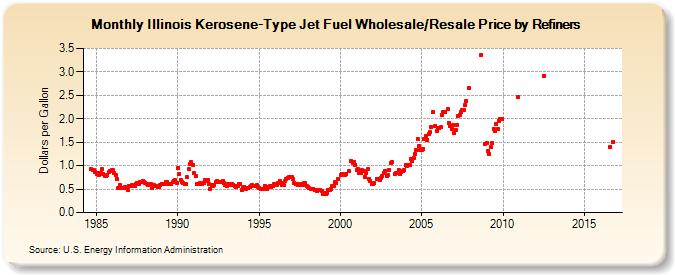 Monthly Illinois Kerosene-Type Jet Fuel Wholesale/Resale Price by Refiners
Dollars per Gallon
3.5
3.0
2.5
2.0
1.5
1.0
0.5
0.0
1985 1990 1995 2000 2005 2010 2015
Source: U.S. Energy Information Administration